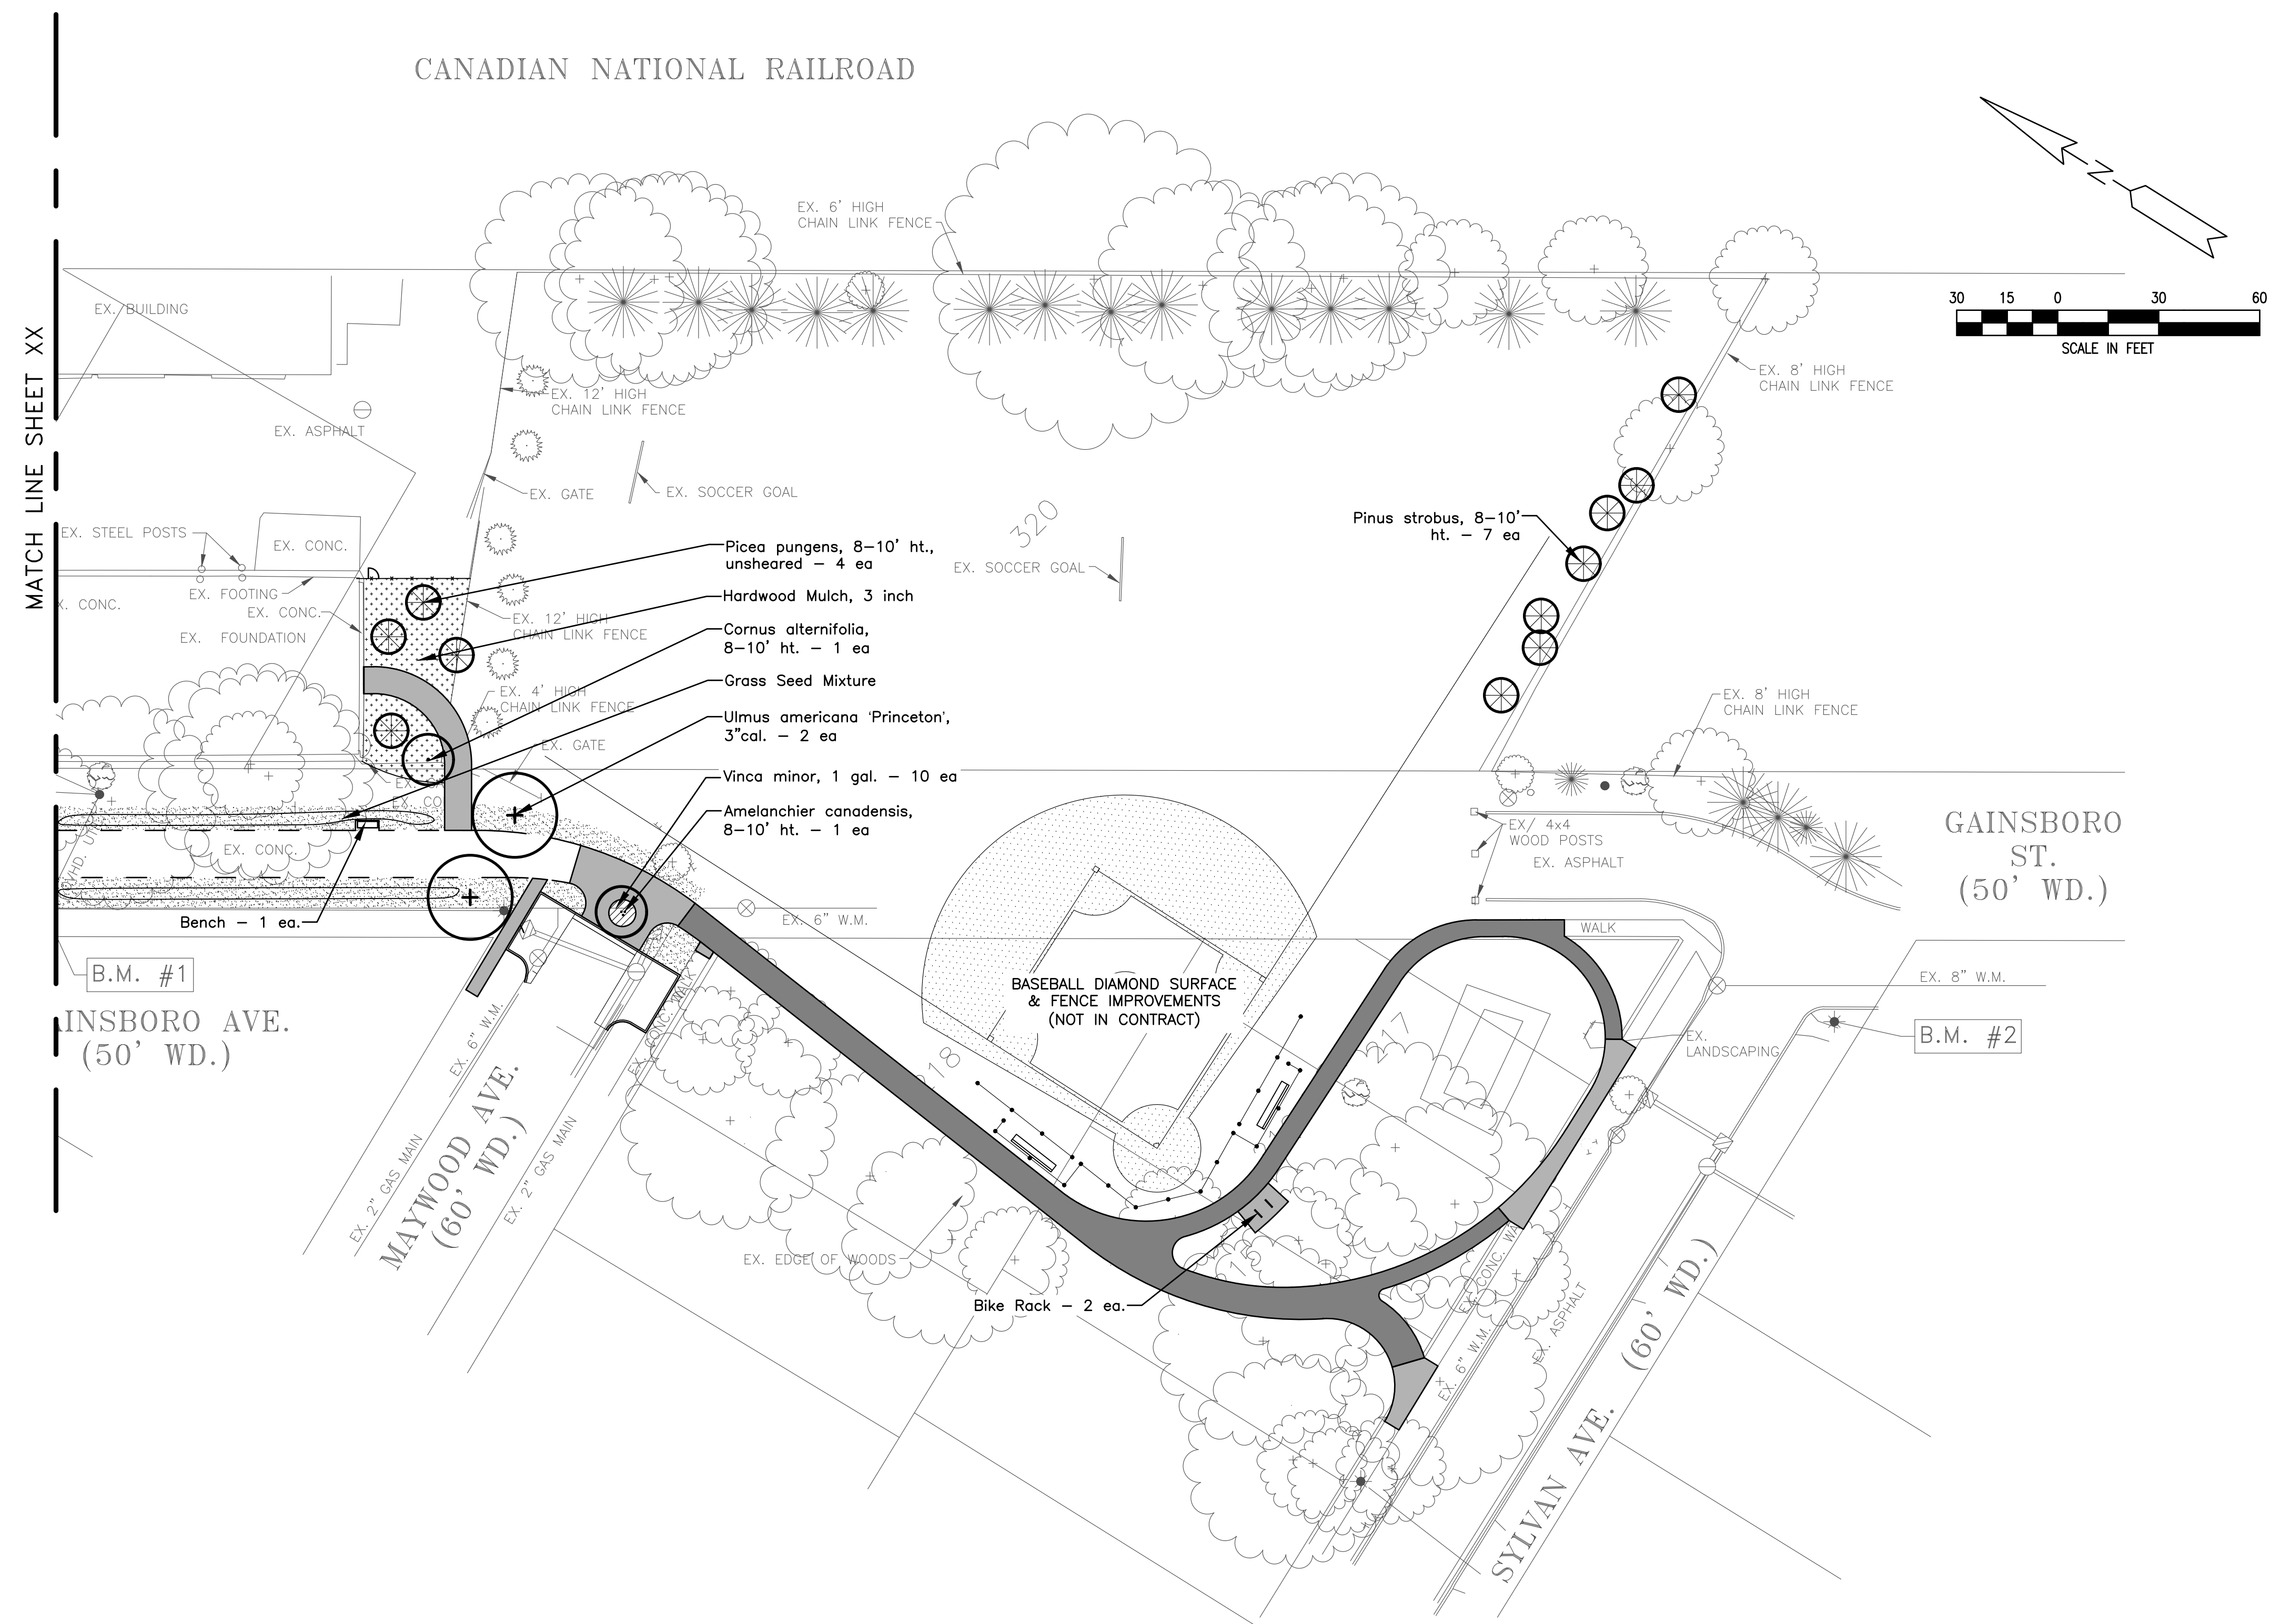 CANADIAN NATIONAL RAILROAD
MATCH LINE SHEET XX
N
30 15 0 30 60
SCALE IN FEET
EX. 6' HIGH
CHAIN LINK FENCE
EX. BUILDING
EX. ASPHALT
EX. 12' HIGH
CHAIN LINK FENCE
EX. GATE
EX. SOCCER GOAL
EX. 8' HIGH
CHAIN LINK FENCE
EX. STEEL POSTS
EX. CONC.
EX. FOOTING
X. CONC.
EX. CONC.
EX. FOUNDATION
320
EX. SOCCER GOAL
Pinus strobus, 8–10'
ht. – 7 ea
Picea pungens, 8–10' ht.,
unsheared – 4 ea
Hardwood Mulch, 3 inch
EX. 12' HIGH
CHAIN LINK FENCE
Cornus alternifolia,
8–10' ht. – 1 ea
Grass Seed Mixture
EX. 4' HIGH
CHAIN LINK FENCE
Ulmus americana 'Princeton',
3"cal. – 2 ea
EX. GATE
Vinca minor, 1 gal. – 10 ea
Amelanchier canadensis,
8–10' ht. – 1 ea
EX. CONC.
Bench – 1 ea.
EX. 6" W.M.
B.M. #1
AINSBORO AVE.
(50' WD.)
EX. 8' HIGH
CHAIN LINK FENCE
EX/ 4x4
WOOD POSTS
EX. ASPHALT
GAINSBORO
ST.
(50' WD.)
WALK
EX. 8" W.M.
B.M. #2
EX.
LANDSCAPING
BASEBALL DIAMOND SURFACE
& FENCE IMPROVEMENTS
(NOT IN CONTRACT)
217
18
EX. 6" W.M.
EX. 2" GAS MAIN
MAYWOOD AVE.
(60' WD.)
EX. 2" GAS MAIN
EX. CONC. WALK
EX. EDGE OF WOODS
Bike Rack – 2 ea.
EX. CONC. WA
EX. 6" W.M.
EX. ASPHALT
SYLVAN AVE. (60' WD.)